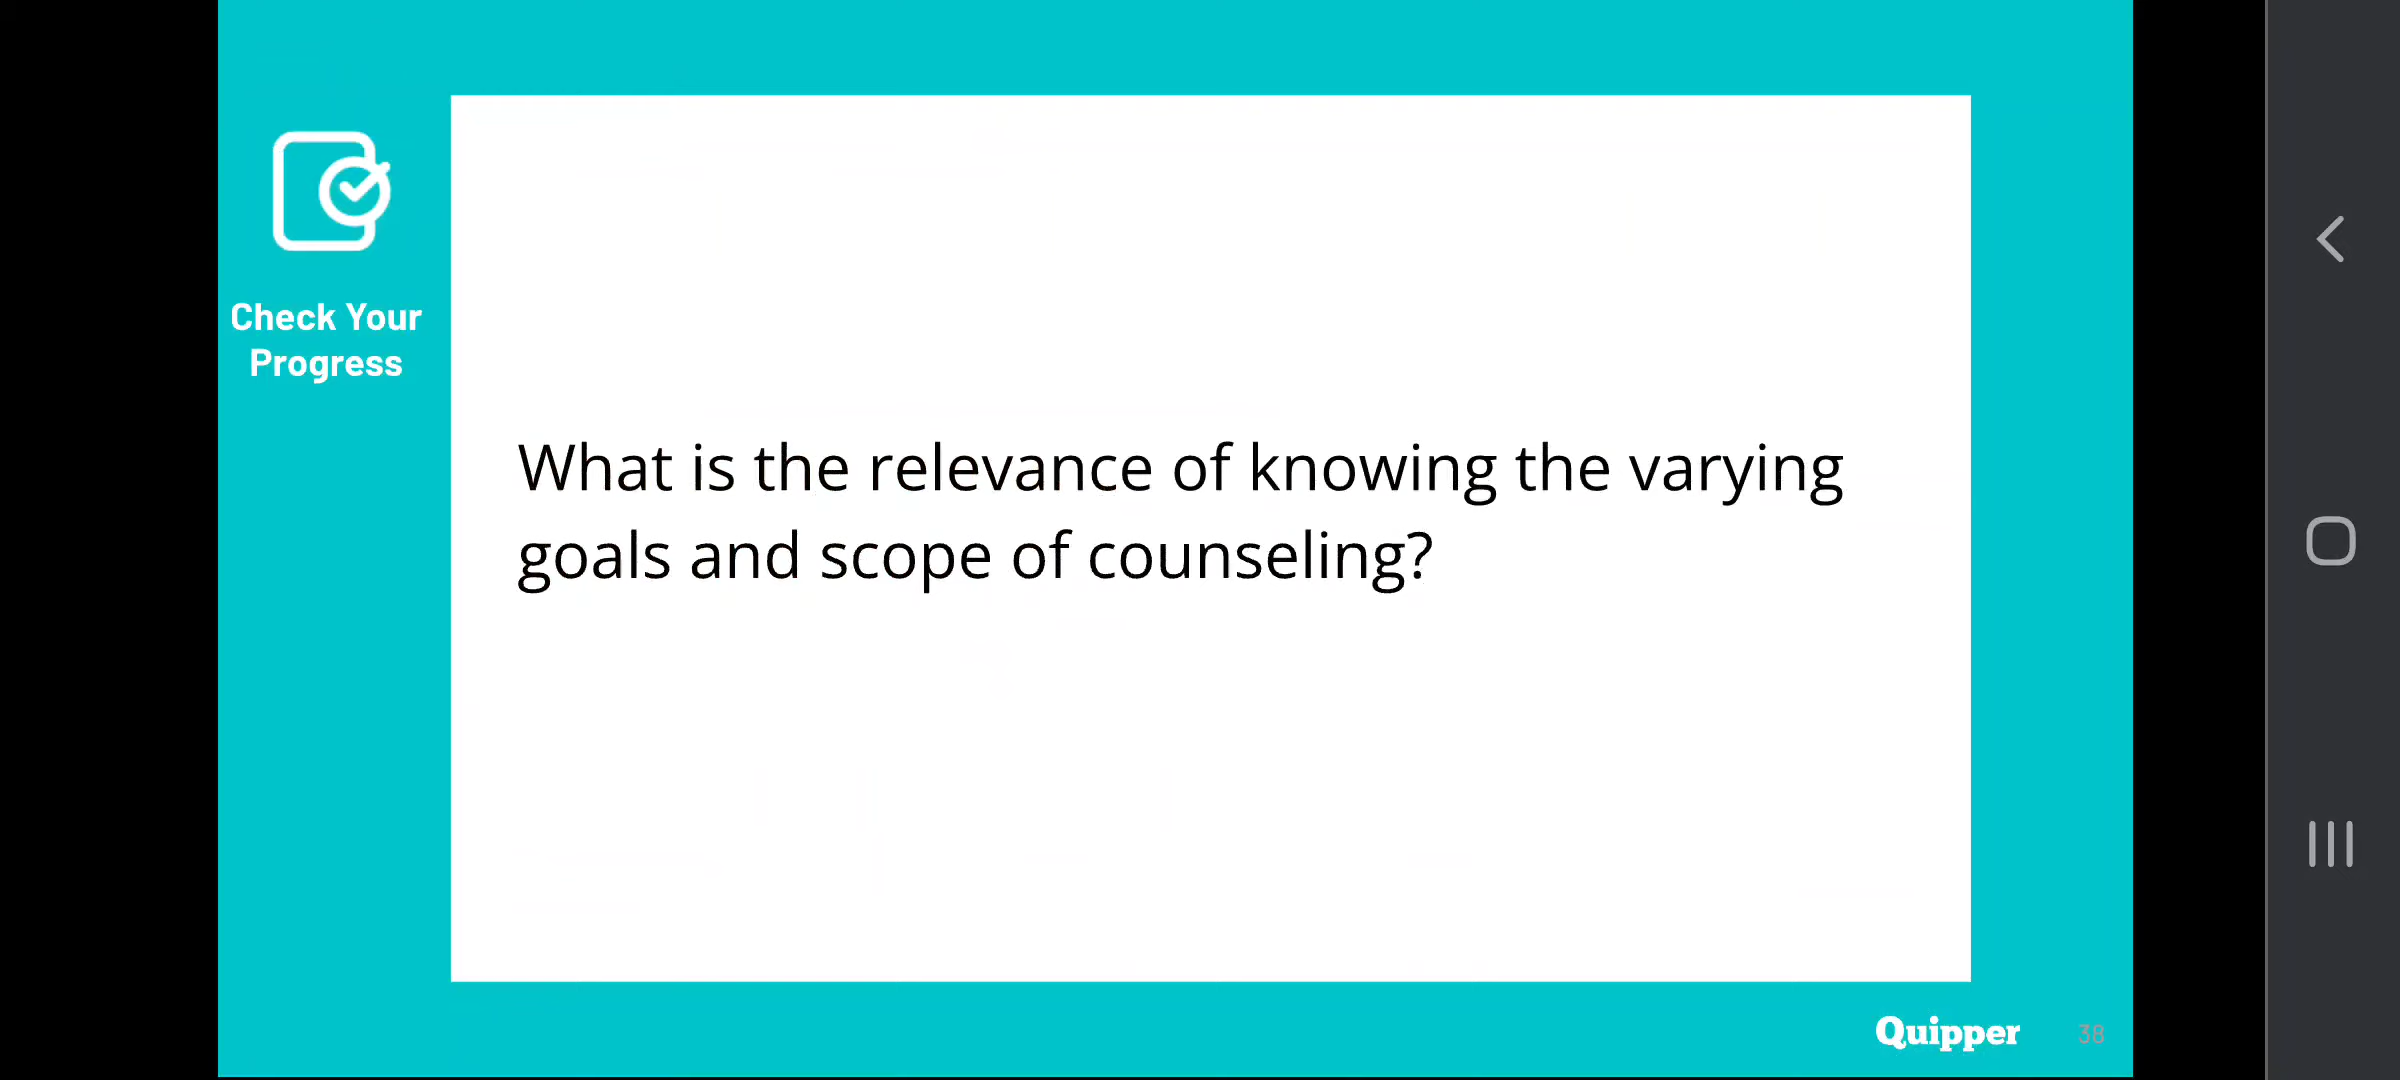 Check Your
Progress
What is the relevance of knowing the varying
goals and scope of counseling?
Quipper
38